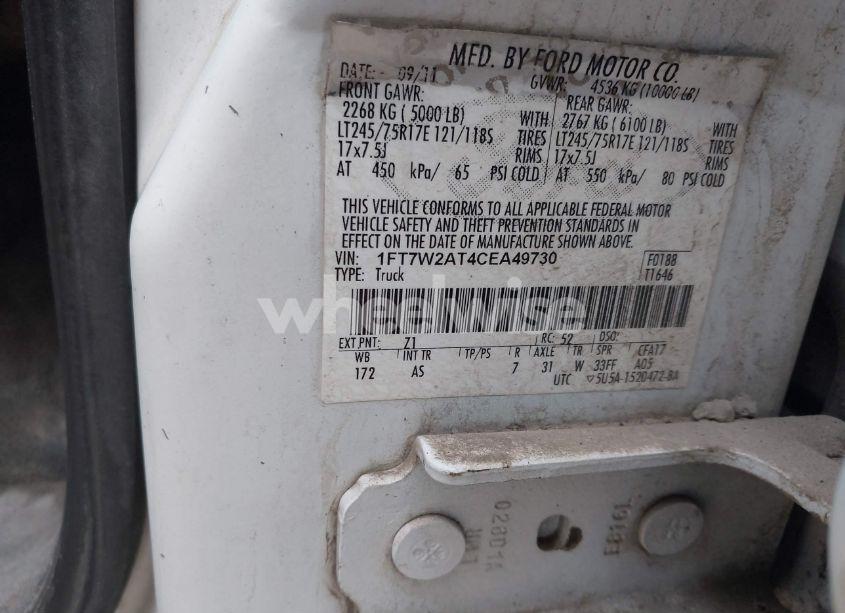 MFD. BY FORD MOTOR CO.
DATE: 09/11 GVWR: 4536 KG (10000 LB)
FRONT GAWR: REAR GAWR:
2268 KG ( 5000 LB) WITH 2767 KG ( 6100 LB) WITH
LT245/75R17E 121/118S TIRES LT245/75R17E 121/118S TIRES
17x7.5J RIMS 17x7.5J RIMS
AT 450 kPa/ 65 PSI COLD AT 550 kPa/ 80 PSI COLD
THIS VEHICLE CONFORMS TO ALL APPLICABLE FEDERAL MOTOR
VEHICLE SAFETY AND THEFT PREVENTION STANDARDS IN
EFFECT ON THE DATE OF MANUFACTURE SHOWN ABOVE.
VIN: 1FT7W2AT4CEA49730 F0188
TYPE: Truck T1646
wheelwise
EXT PNT: Z1 RC: 52 DSO:
WB INT TR TP/PS R AXLE TR SPR CFA17
172 AS 7 31 W 33FF A05
UTC ▽5U5A-1520472-BA
028D1A